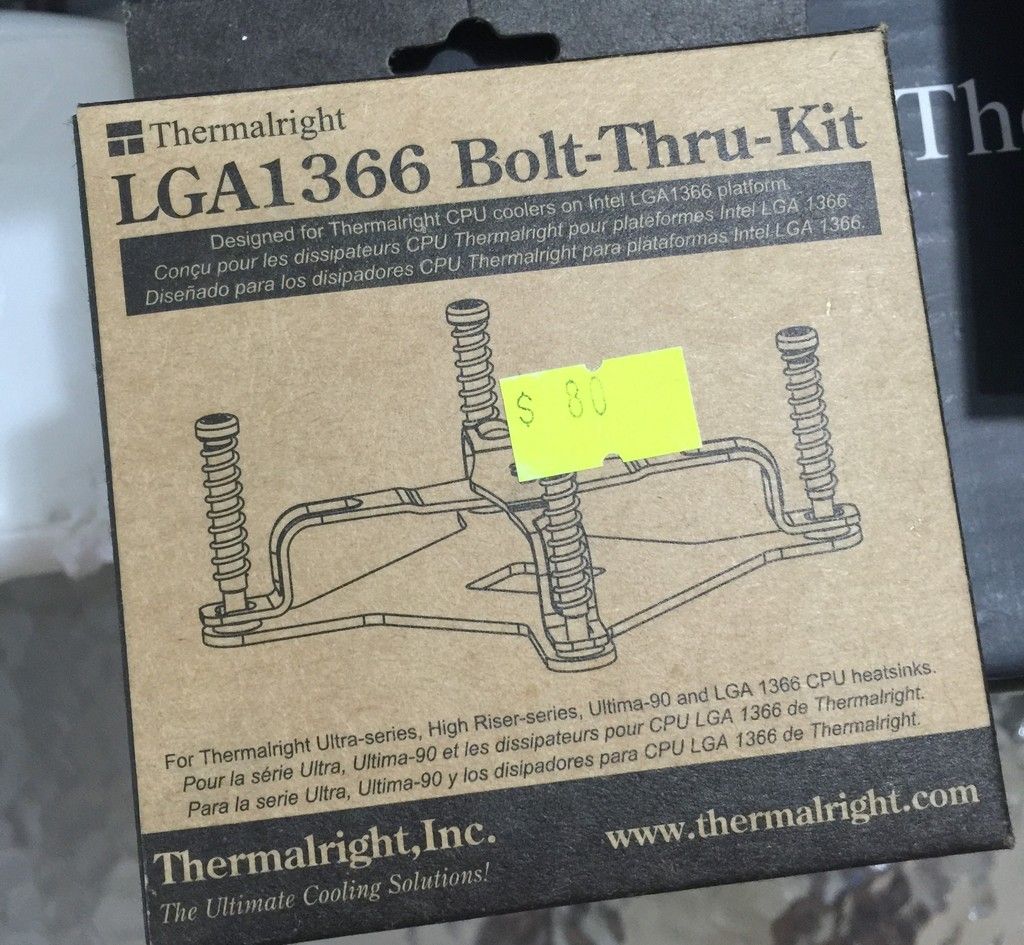 Thermalright
LGA1366 Bolt-Thru-Kit
Designed for Thermalright CPU coolers on Intel LGA1366 platform.
Conçu pour les dissipateurs CPU Thermalright pour plateformes Intel LGA 1366.
Diseñado para los disipadores CPU Thermalright para plataformas Intel LGA 1366.
$ 80
For Thermalright Ultra-series, High Riser-series, Ultima-90 and LGA 1366 CPU heatsinks.
Pour la série Ultra, Ultima-90 et les dissipateurs pour CPU LGA 1366 de Thermalright.
Para la serie Ultra, Ultima-90 y los disipadores para CPU LGA 1366 de Thermalright.
Thermalright,Inc.
www.thermalright.com
The Ultimate Cooling Solutions!